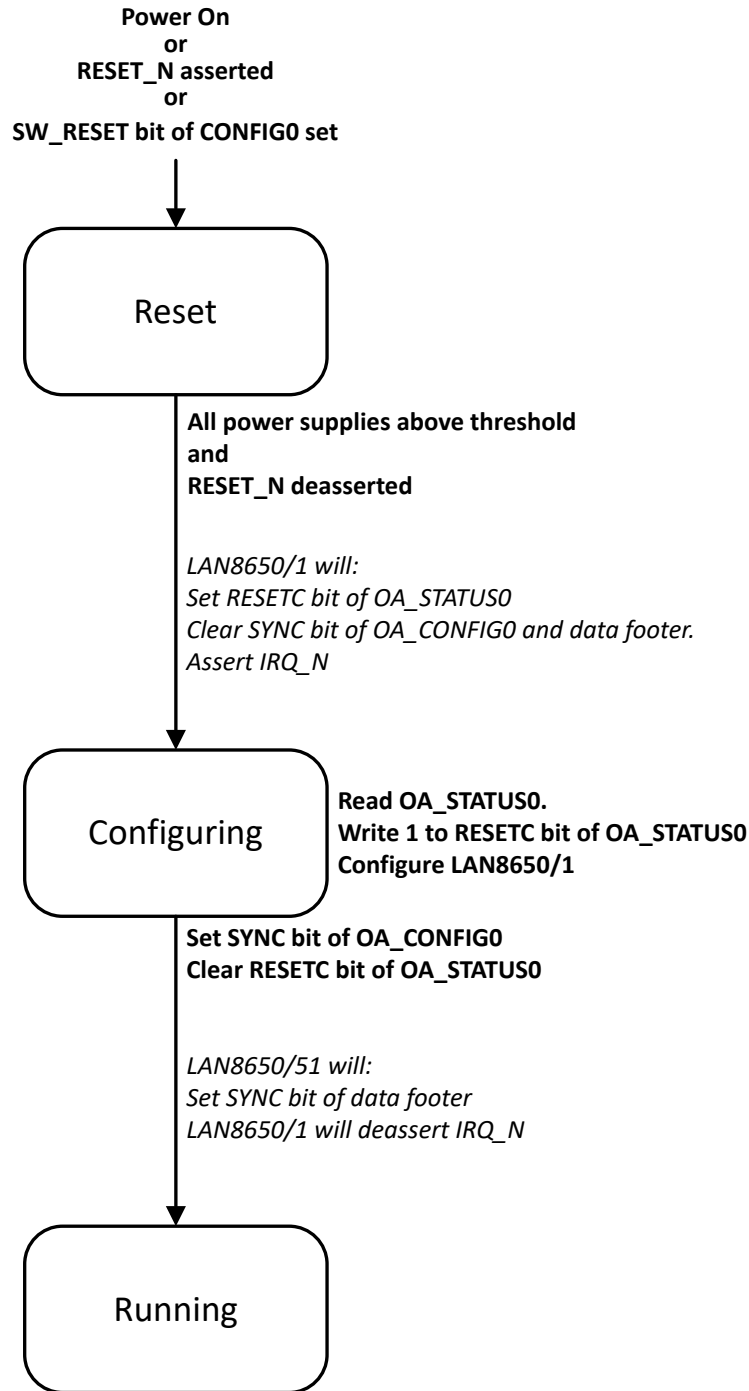 Power On
or
RESET_N asserted
or
SW_RESET bit of CONFIG0 set
Reset
All power supplies above threshold
and
RESET_N deasserted
LAN8650/1 will:
Set RESETC bit of OA_STATUS0
Clear SYNC bit of OA_CONFIG0 and data footer.
Assert IRQ_N
Configuring
Read OA_STATUS0.
Write 1 to RESETC bit of OA_STATUS0
Configure LAN8650/1
Set SYNC bit of OA_CONFIG0
Clear RESETC bit of OA_STATUS0
LAN8650/51 will:
Set SYNC bit of data footer
LAN8650/1 will deassert IRQ_N
Running